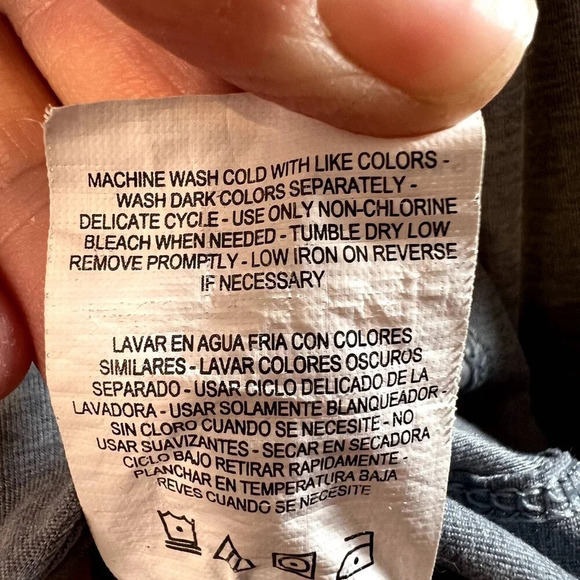 MACHINE WASH COLD WITH LIKE COLORS -
WASH DARK COLORS SEPARATELY -
DELICATE CYCLE - USE ONLY NON-CHLORINE
BLEACH WHEN NEEDED - TUMBLE DRY LOW
REMOVE PROMPTLY - LOW IRON ON REVERSE
IF NECESSARY
LAVAR EN AGUA FRIA CON COLORES
SIMILARES - LAVAR COLORES OSCUROS
SEPARADO - USAR CICLO DELICADO DE LA
LAVADORA - USAR SOLAMENTE BLANQUEADOR -
SIN CLORO CUANDO SE NECESITE - NO
USAR SUAVIZANTES - SECAR EN SECADORA
CICLO BAJO RETIRAR RAPIDAMENTE -
PLANCHAR EN TEMPERATURA BAJA
REVES CUANDO SE NECESITE